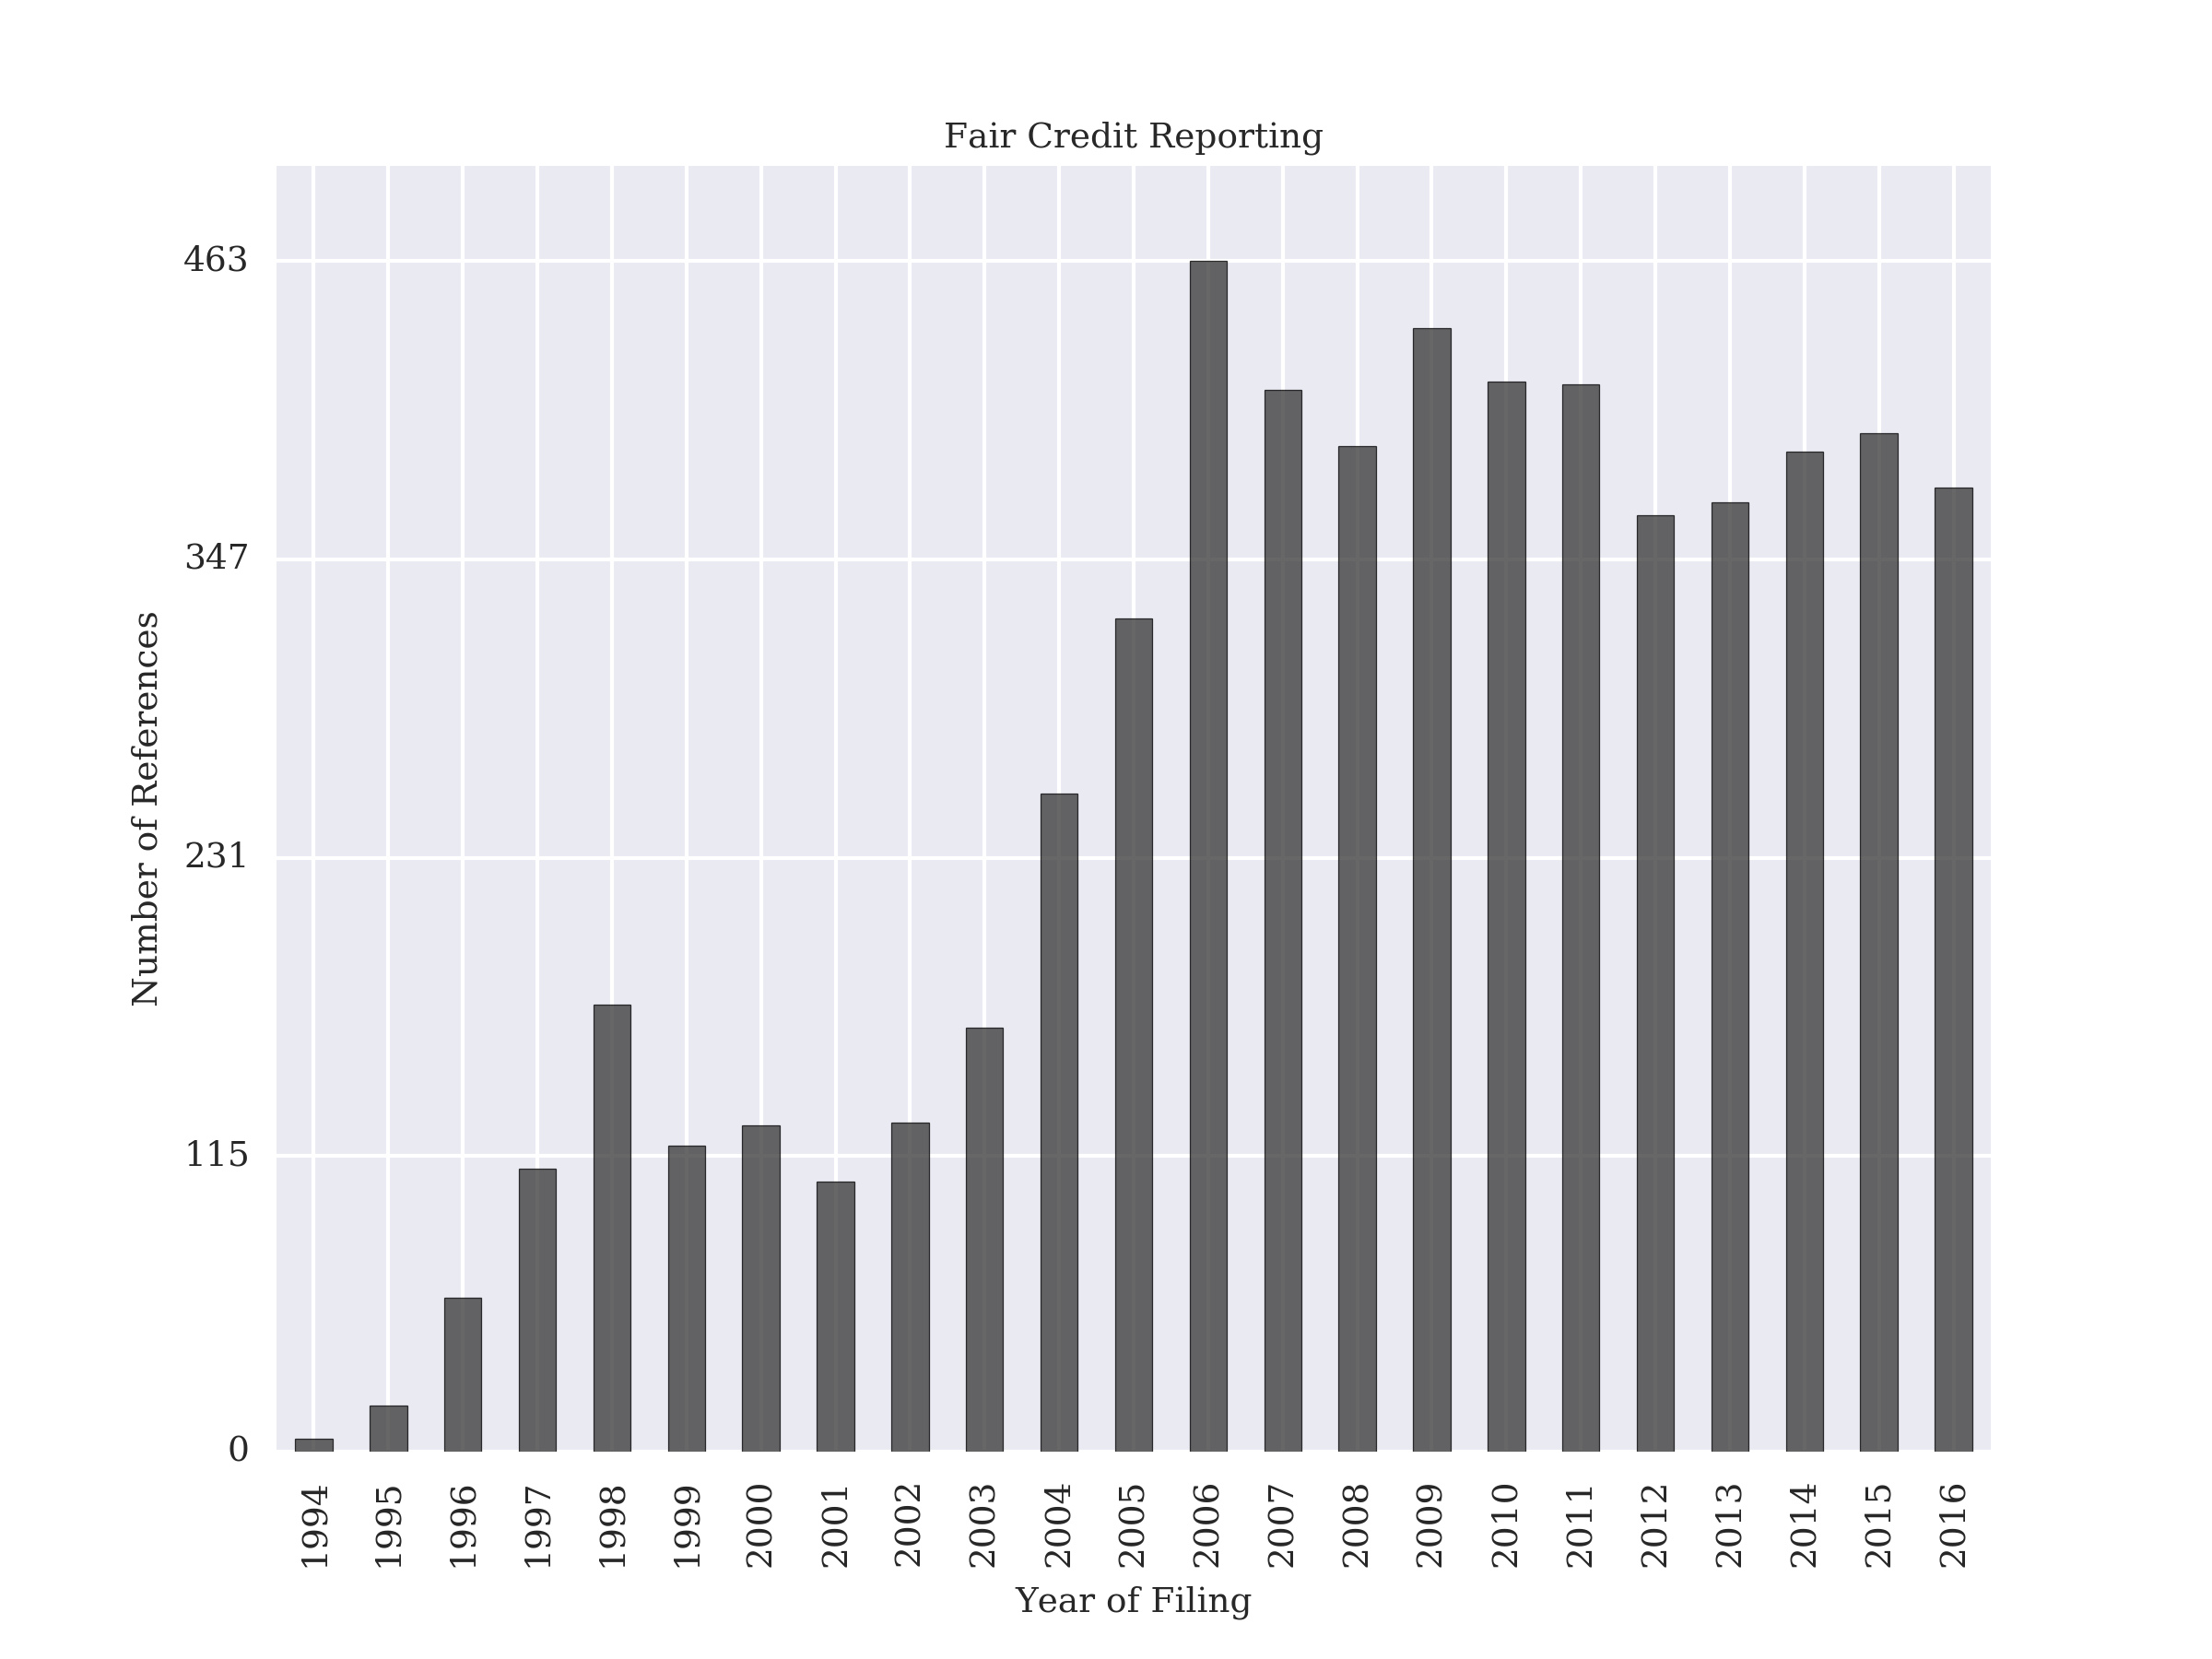 Fair Credit Reporting
463
347
231
115
0
Number of References
1994 1995 1996 1997 1998 1999 2000 2001 2002 2003 2004 2005 2006 2007 2008 2009 2010 2011 2012 2013 2014 2015 2016
Year of Filing